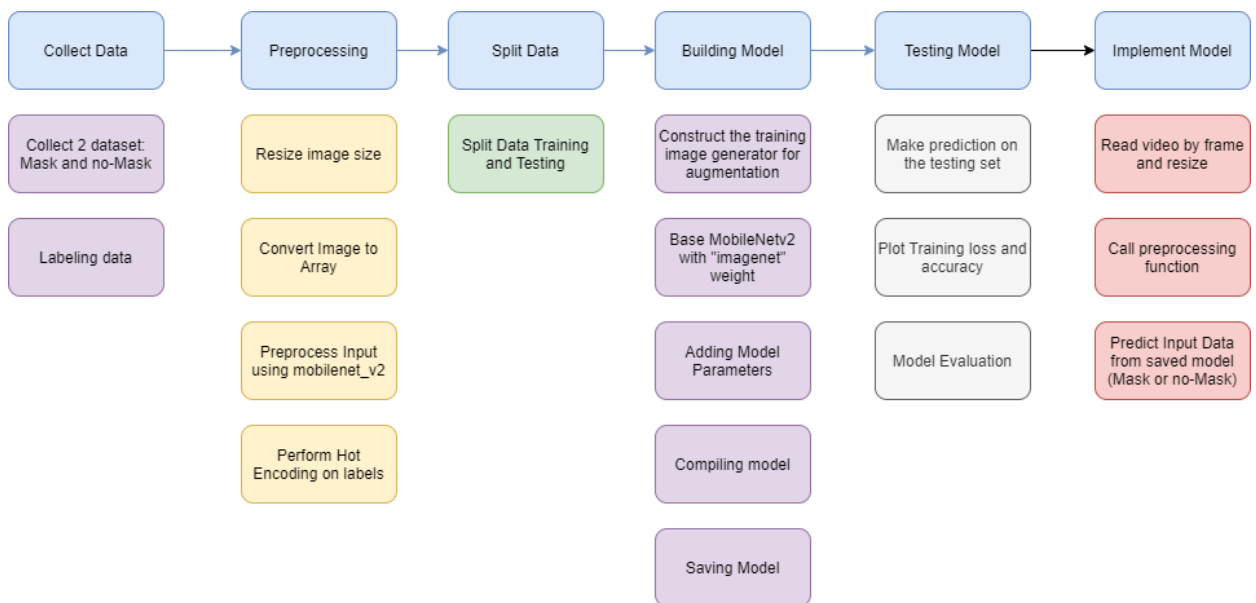 Collect Data
Preprocessing
Split Data
Building Model
Testing Model
Implement Model
Collect 2 dataset:
Mask and no-Mask
Labeling data
Resize image size
Convert Image to
Array
Preprocess Input
using mobilenet_v2
Perform Hot
Encoding on labels
Split Data Training
and Testing
Construct the training
image generator for
augmentation
Base MobileNetv2
with "imagenet"
weight
Adding Model
Parameters
Compiling model
Saving Model
Make prediction on
the testing set
Plot Training loss and
accuracy
Model Evaluation
Read video by frame
and resize
Call preprocessing
function
Predict Input Data
from saved model
(Mask or no-Mask)